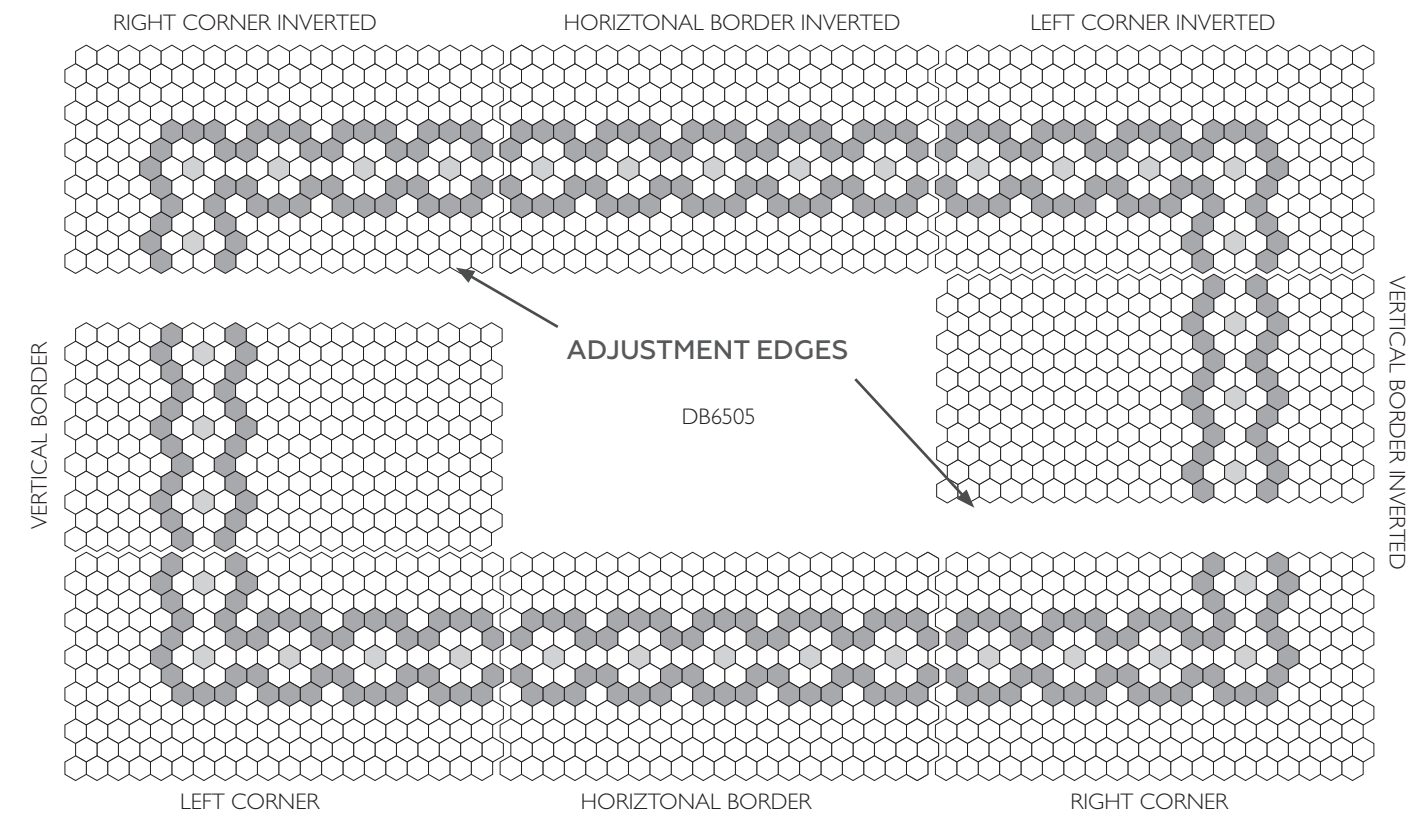 RIGHT CORNER INVERTED
HORIZTONAL BORDER INVERTED
LEFT CORNER INVERTED
VERTICAL BORDER
ADJUSTMENT EDGES
DB6505
VERTICAL BORDER INVERTED
LEFT CORNER
HORIZTONAL BORDER
RIGHT CORNER